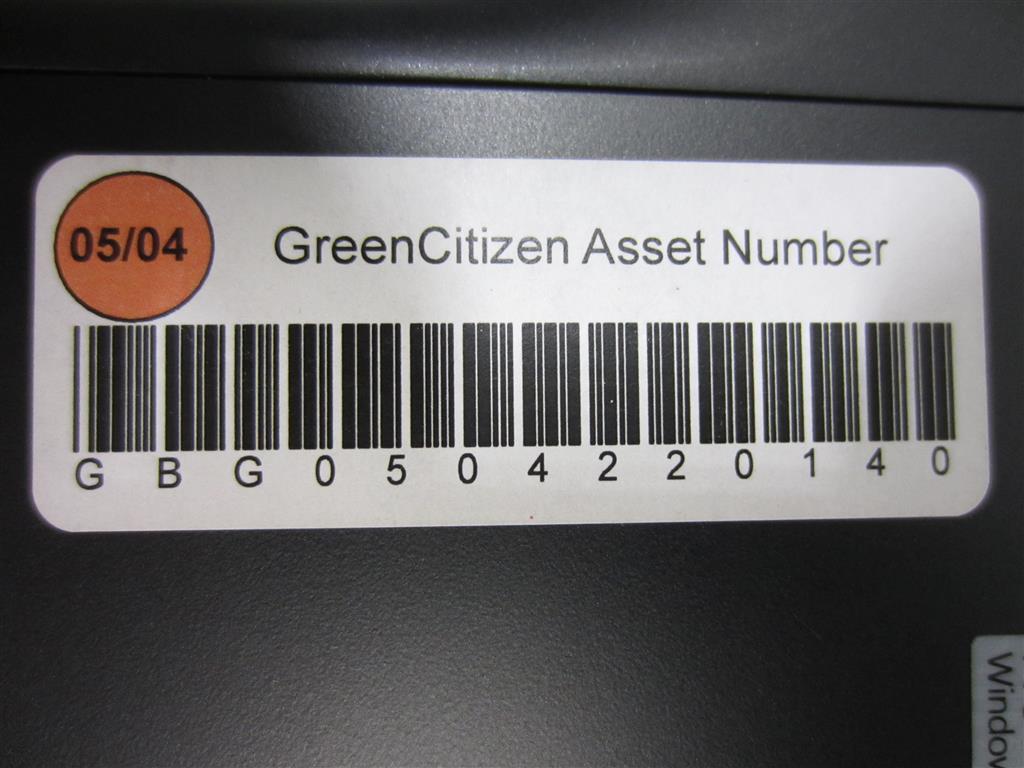 05/04
GreenCitizen Asset Number
G B G 0 5 0 4 2 2 0 1 4 0